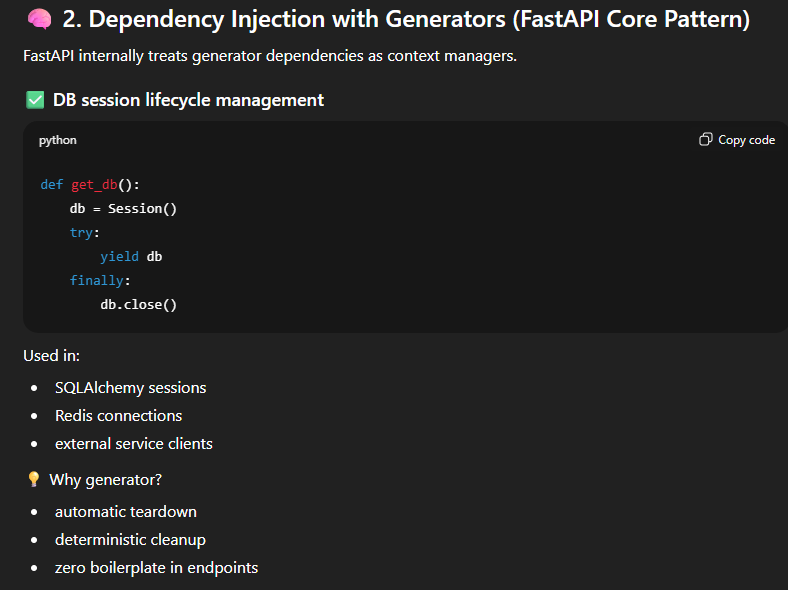 🧠 2. Dependency Injection with Generators (FastAPI Core Pattern)
FastAPI internally treats generator dependencies as context managers.
✅ DB session lifecycle management
python
Copy code
def get_db():
    db = Session()
    try:
        yield db
    finally:
        db.close()
Used in:
• SQLAlchemy sessions
• Redis connections
• external service clients
💡 Why generator?
• automatic teardown
• deterministic cleanup
• zero boilerplate in endpoints